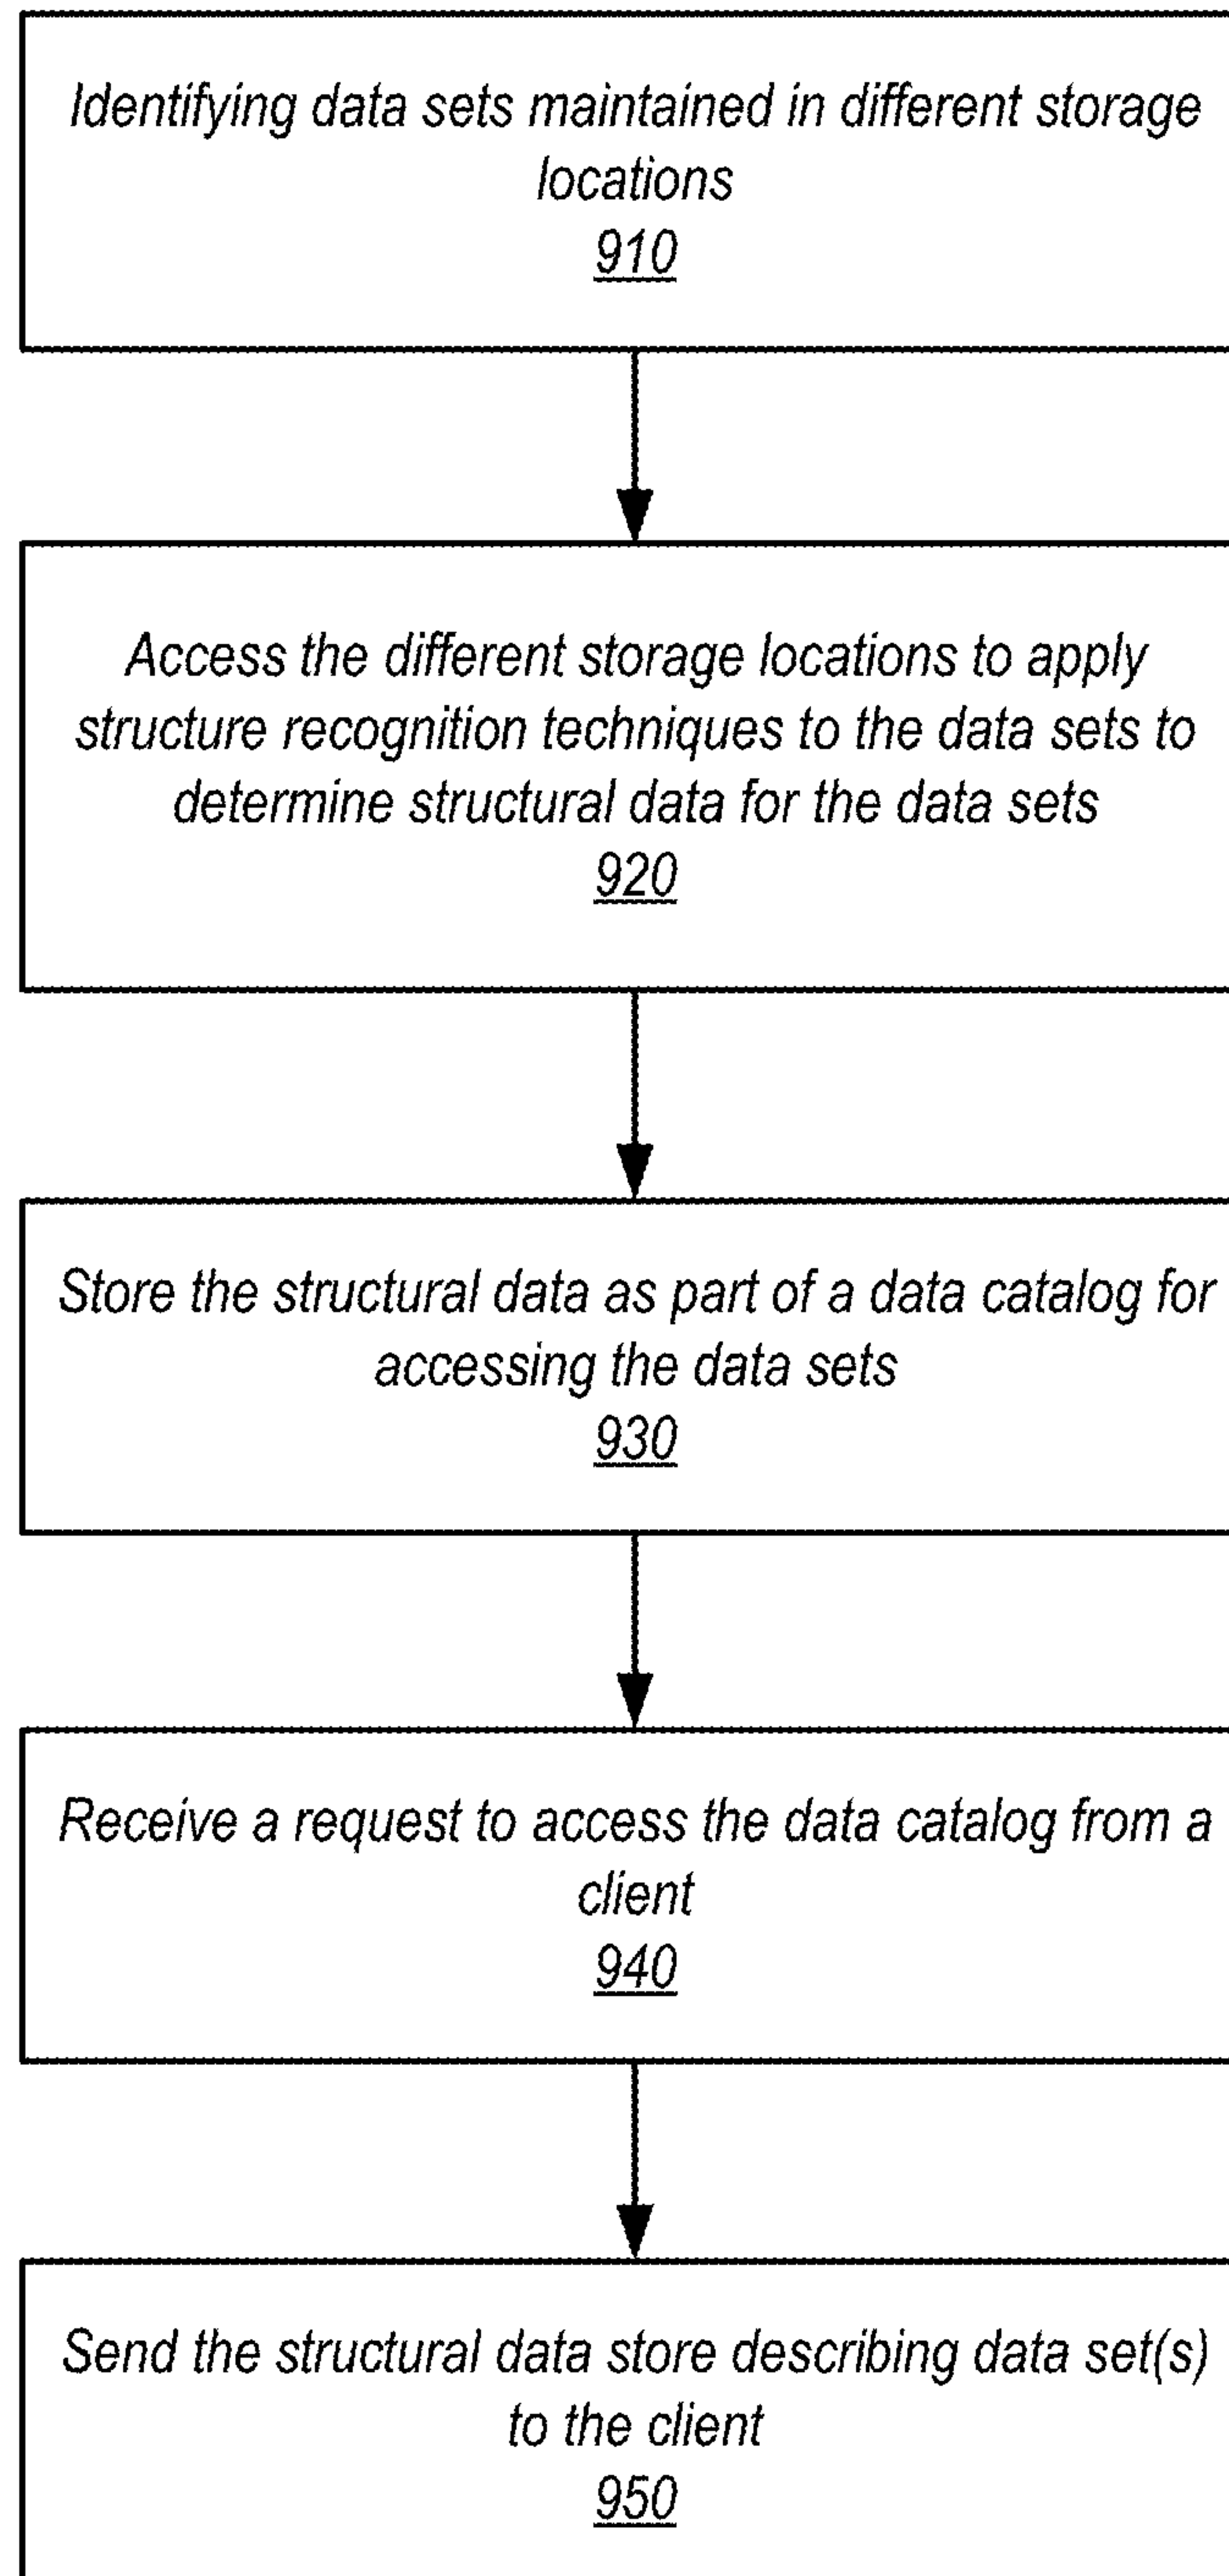 Identifying data sets maintained in different storage
locations
910
Access the different storage locations to apply
structure recognition techniques to the data sets to
determine structural data for the data sets
920
Store the structural data as part of a data catalog for
accessing the data sets
930
Receive a request to access the data catalog from a
client
940
Send the structural data store describing data set(s)
to the client
950